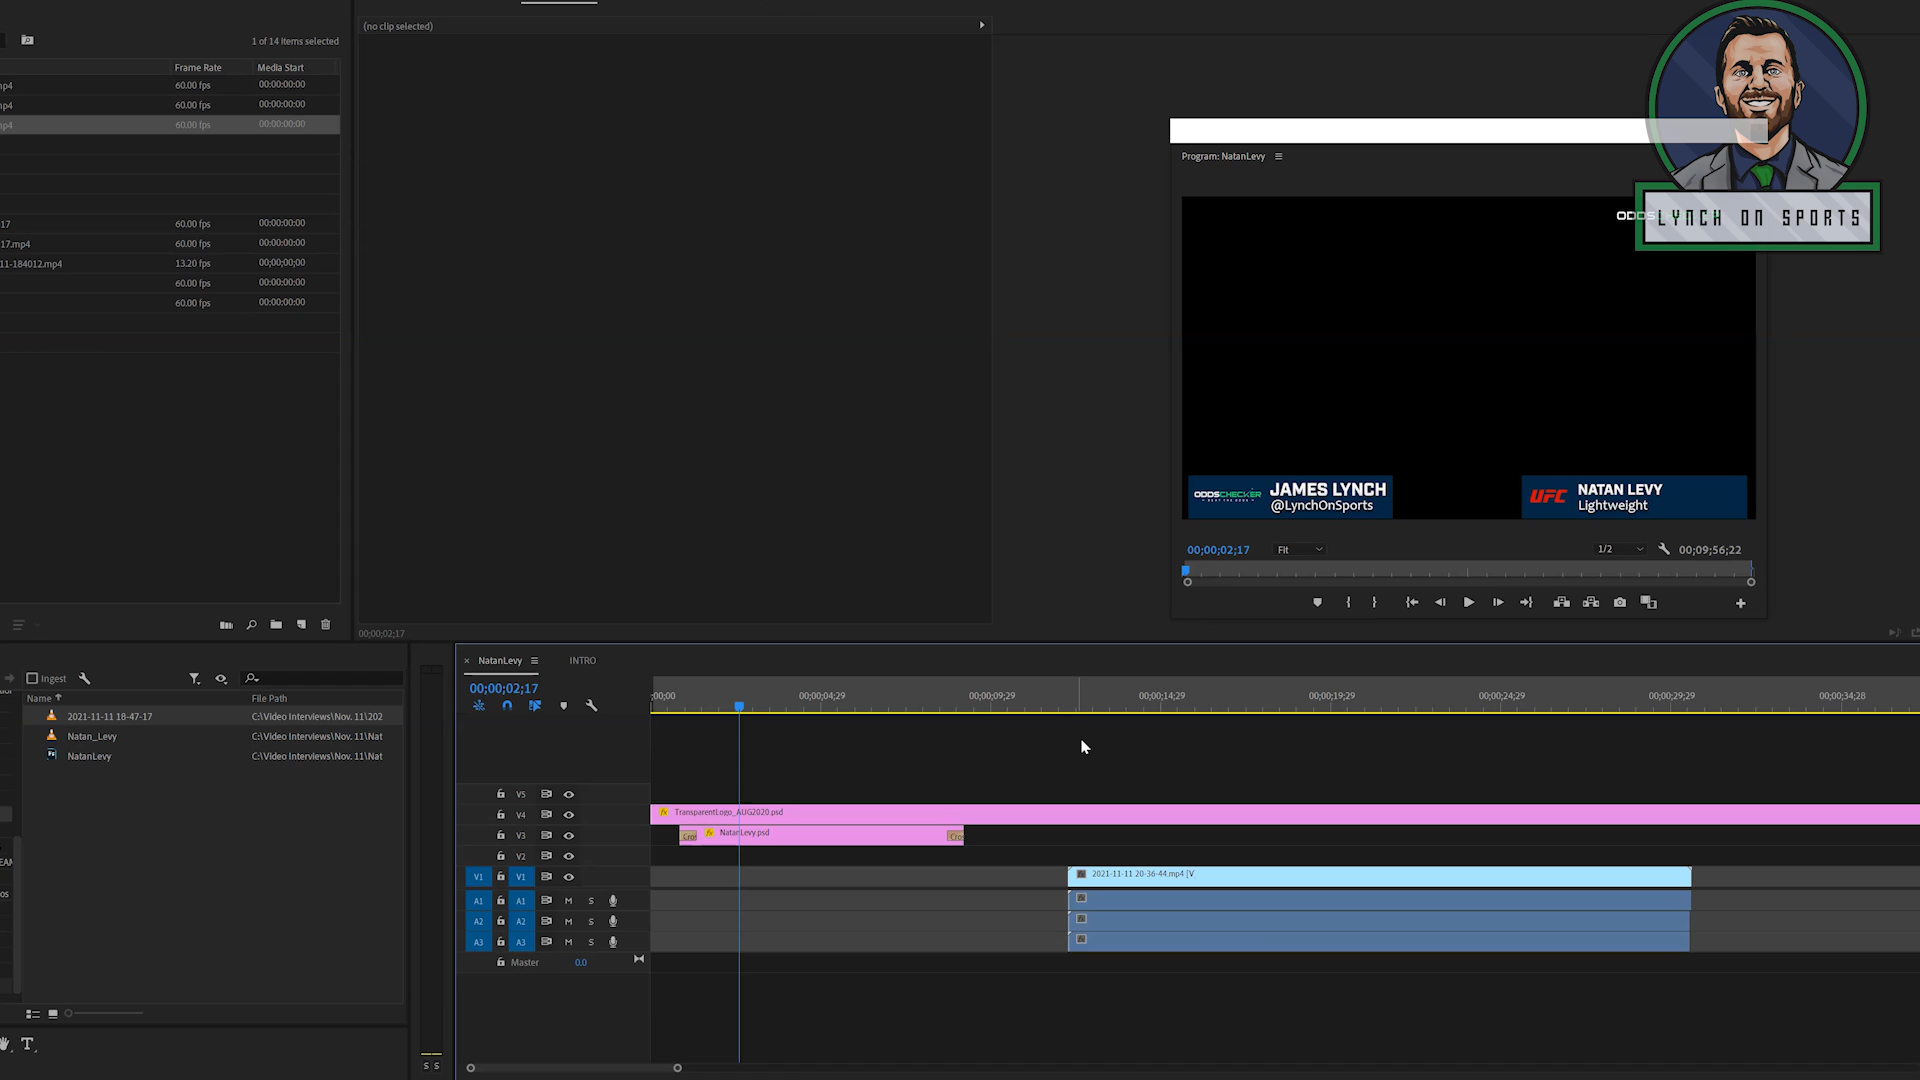 (no clip selected)
1 of 14 items selected
Frame Rate Media Start
mp4 60.00 fps 00:00:00:00
mp4 60.00 fps 00:00:00:00
mp4 60.00 fps 00:00:00:00
17 60.00 fps 00:00:00:00
17.mp4 60.00 fps 00:00:00:00
11-184012.mp4 13.20 fps 00;00;00;00
60.00 fps 00:00:00:00
60.00 fps 00:00:00:00
Program: NatanLevy
ODDS
LYNCH ON SPORTS
ODDSCHECKER
JAMES LYNCH
@LynchOnSports
UFC
NATAN LEVY
Lightweight
00;00;02;17 Fit 1/2 00;09;56;22
00;00;02;17
Ingest
Name File Path
2021-11-11 18-47-17 C:\Video Interviews\Nov. 11\202
Natan_Levy C:\Video Interviews\Nov. 11\Nat
NatanLevy C:\Video Interviews\Nov. 11\Nat
NatanLevy INTRO
00;00;02;17
;00;00 00;00;04;29 00;00;09;29 00;00;14;29 00;00;19;29 00;00;24;29 00;00;29;29 00;00;34;28
V5
V4 fx TransparentLogo_AUG2020.psd
V3 Cros fx NatanLevy.psd Cros
V2
V1 V1 fx 2021-11-11 20-36-44.mp4 [V
A1 A1 M S
A2 A2 M S
A3 A3 M S
Master 0.0
S S